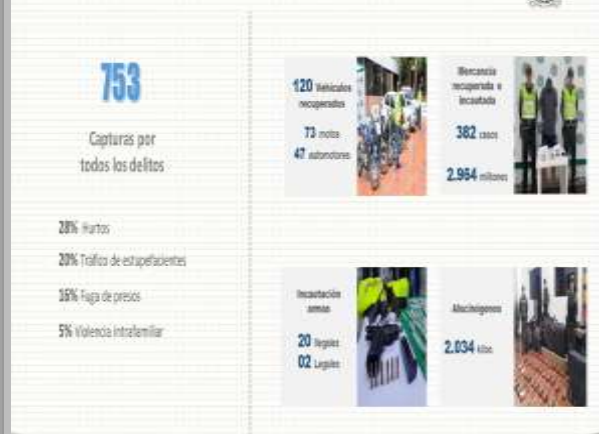 753
Capturas por
todos los delitos
28% Hurtos
20% Trafico de estupefacientes
16% Fuga de presos
5% Violencia intrafamiliar
120 Vehiculos
recuperados
73 motos
47 automotores
Mercancía
recuperada o
incautada
382 casos
2.964 millones
Incautación
armas
20 Ilegales
02 Legales
Alucinógenos
2.034 kilos